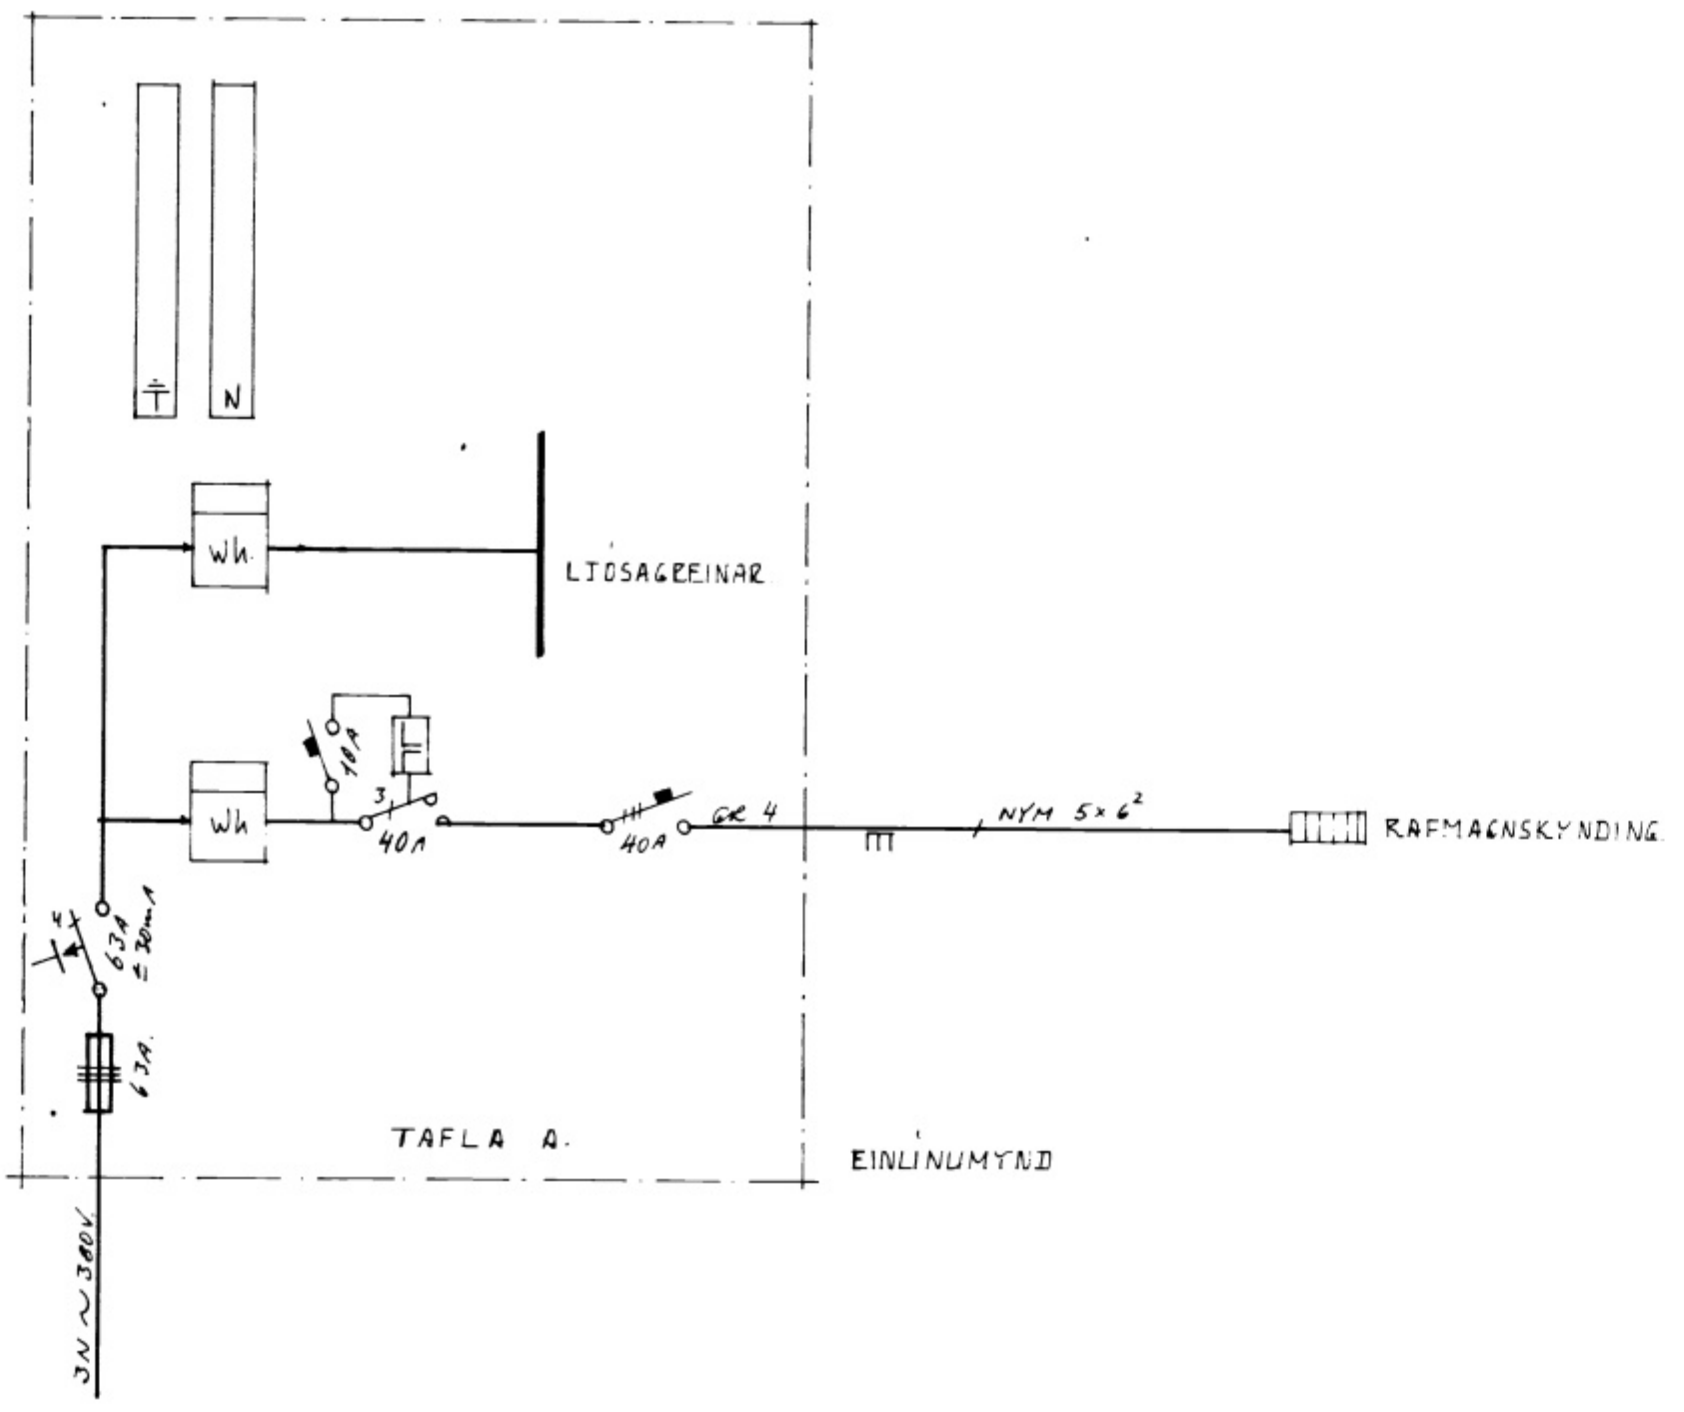 N
Wh.
LJÓSAGREINAR.
10A
3
Wh
40A
40A
GR 4
NYM 5×6²
RAFMAGNSKYNDING.
4
63A
± 30mA
63A.
TAFLA A.
EINLÍNUMYND
3N ~ 380V.